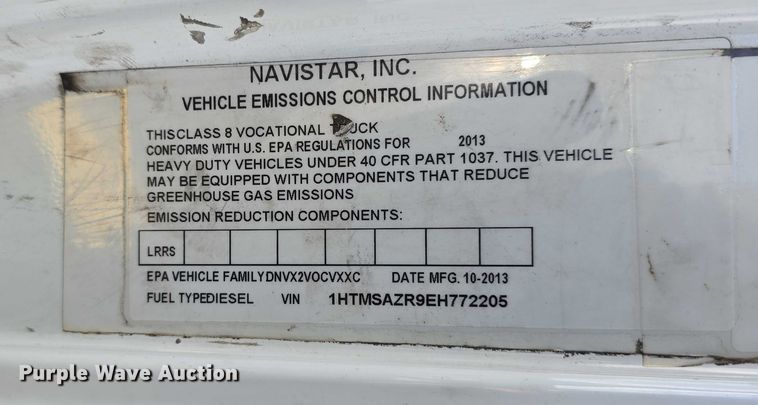 NAVISTAR, INC.
VEHICLE EMISSIONS CONTROL INFORMATION
THISCLASS 8 VOCATIONAL T UCK
CONFORMS WITH U.S. EPA REGULATIONS FOR 2013
HEAVY DUTY VEHICLES UNDER 40 CFR PART 1037. THIS VEHICLE
MAY BE EQUIPPED WITH COMPONENTS THAT REDUCE
GREENHOUSE GAS EMISSIONS
EMISSION REDUCTION COMPONENTS:
LRRS
EPA VEHICLE FAMILYDNVX2VOCVXXC DATE MFG. 10-2013
FUEL TYPEDIESEL VIN 1HTMSAZR9EH772205
Purple Wave Auction